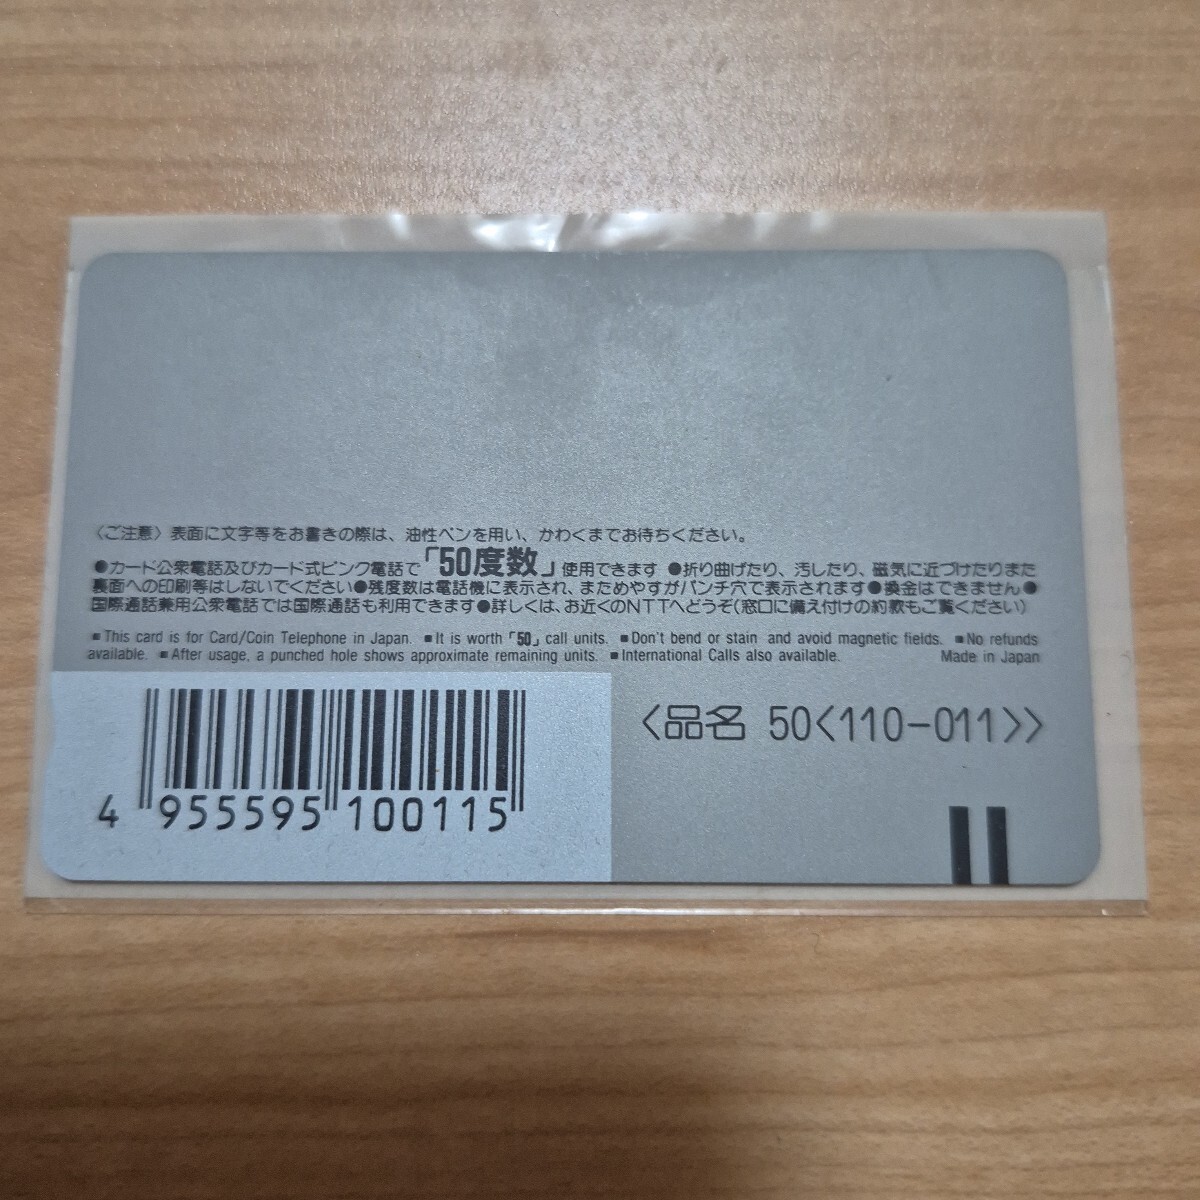 〈ご注意〉表面に文字等をお書きの際は、油性ペンを用い、かわくまでお待ちください。
●カード公衆電話及びカード式ピンク電話で「50度数」使用できます ●折り曲げたり、汚したり、磁気に近づけたりまた
裏面への印刷等はしないでください●残度数は電話機に表示され、まためやすがパンチ穴で表示されます●換金はできません●
国際通話兼用公衆電話では国際通話も利用できます●詳しくは、お近くのNTTへどうぞ(窓口に備え付けの約款もご覧ください)
■This card is for Card/Coin Telephone in Japan. ■It is worth「50」call units. ■Don't bend or stain and avoid magnetic fields. ■No refunds
available. ■After usage, a punched hole shows approximate remaining units. ■International Calls also available. Made in Japan
<品名 50<110-011>>
4 955595 100115